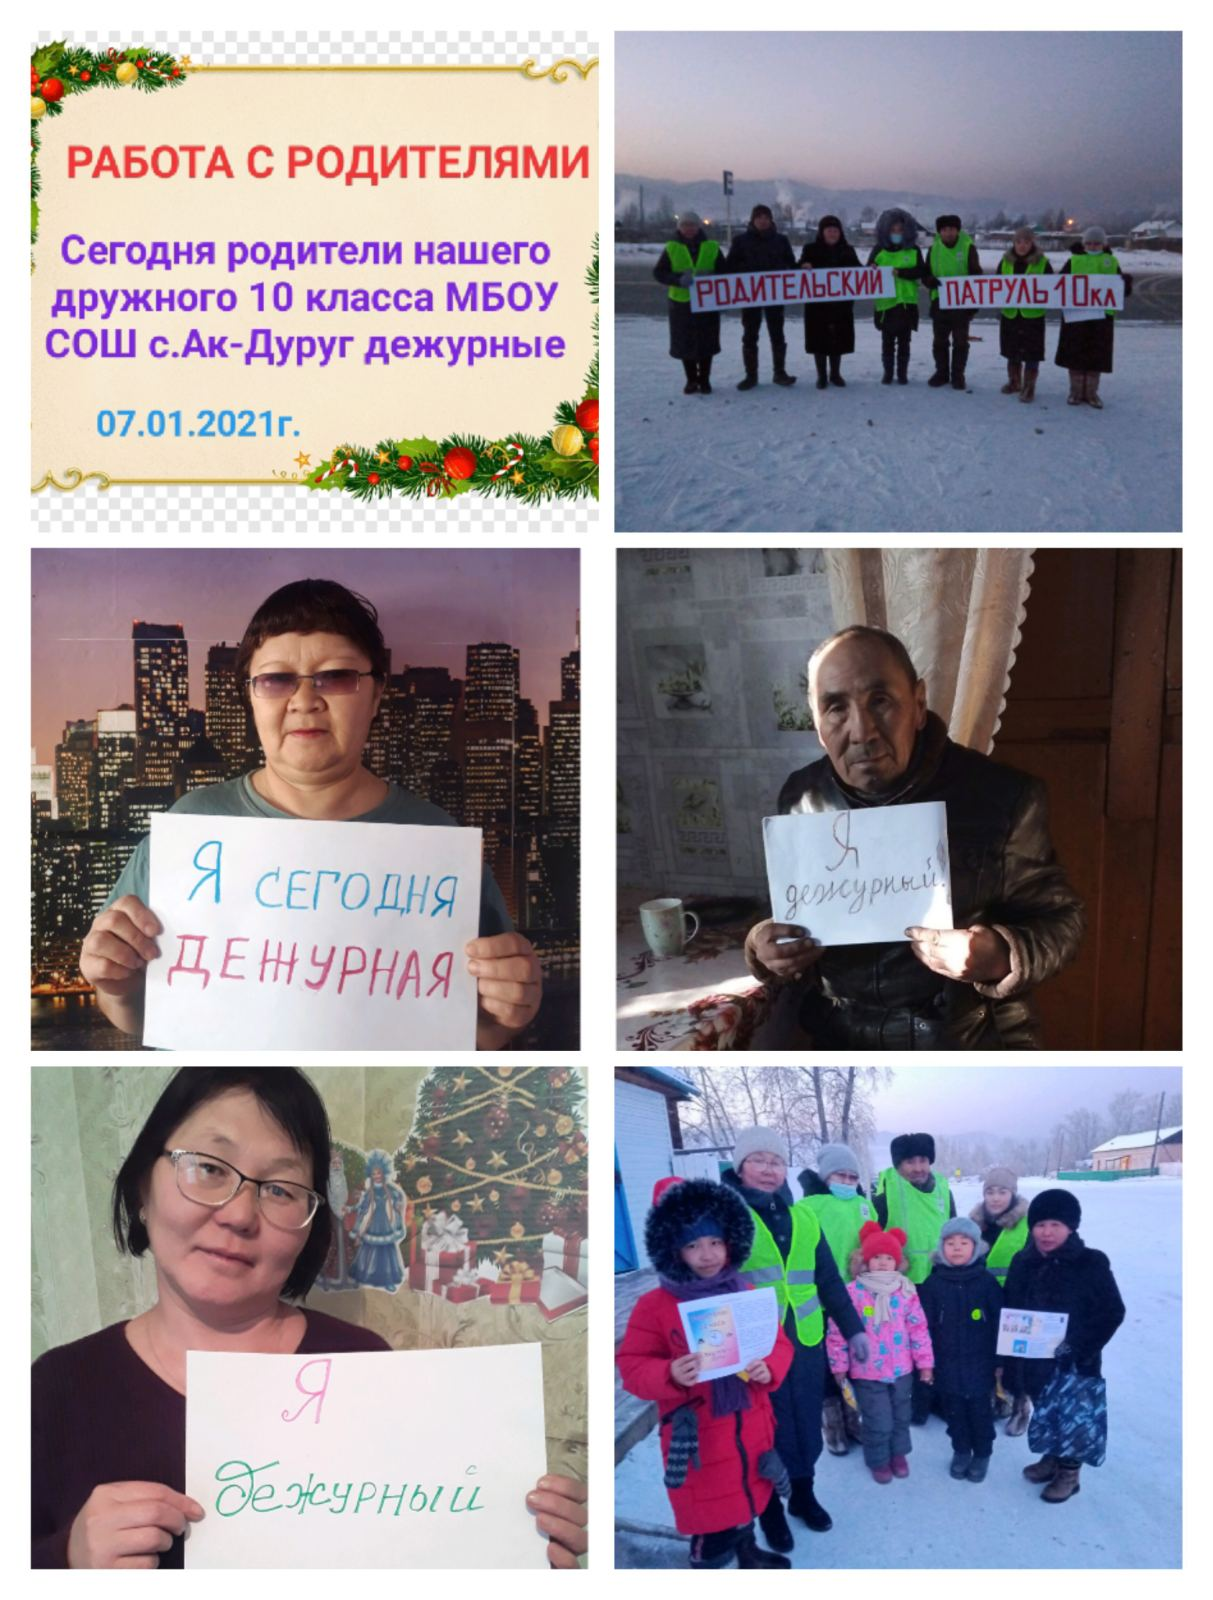 РАБОТА С РОДИТЕЛЯМИ
Сегодня родители нашего
дружного 10 класса МБОУ
СОШ с.Ак-Дуруг дежурные
07.01.2021г.
РОДИТЕЛЬСКИЙ
ПАТРУЛЬ 10кл
Я СЕГОДНЯ
ДЕЖУРНАЯ
Я
дежурный!
Я
дежурный